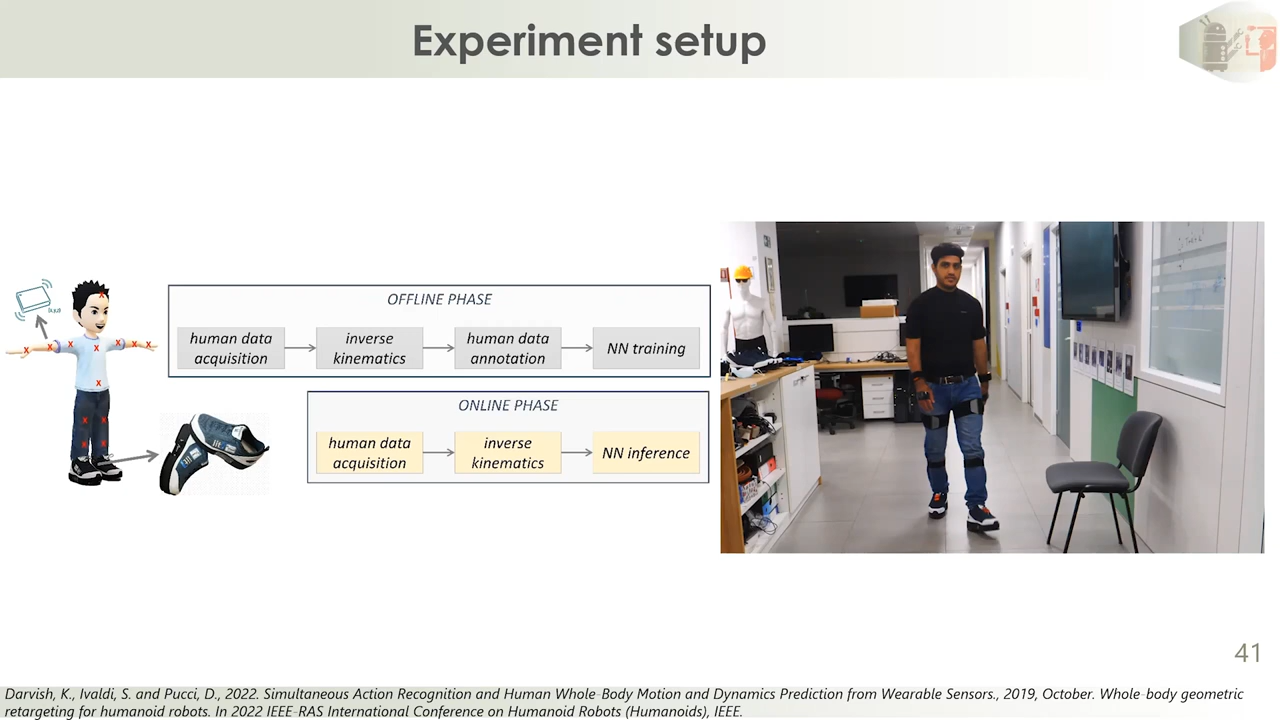 Experiment setup
OFFLINE PHASE
human data
acquisition
inverse
kinematics
human data
annotation
NN training
ONLINE PHASE
human data
acquisition
inverse
kinematics
NN inference
41
Darvish, K., Ivaldi, S. and Pucci, D., 2022. Simultaneous Action Recognition and Human Whole-Body Motion and Dynamics Prediction from Wearable Sensors., 2019, October. Whole-body geometric
retargeting for humanoid robots. In 2022 IEEE-RAS International Conference on Humanoid Robots (Humanoids), IEEE.